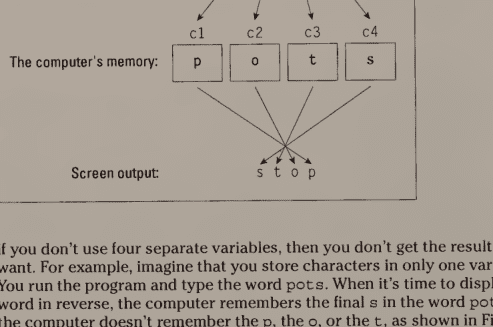 c1 c2 c3 c4
The computer's memory: p o t s
Screen output: s t o p
if you don't use four separate variables, then you don't get the result
want. For example, imagine that you store characters in only one var
You run the program and type the word pots. When it's time to displ
word in reverse, the computer remembers the final s in the word pot
the computer doesn't remember the p, the o, or the t, as shown in Fi